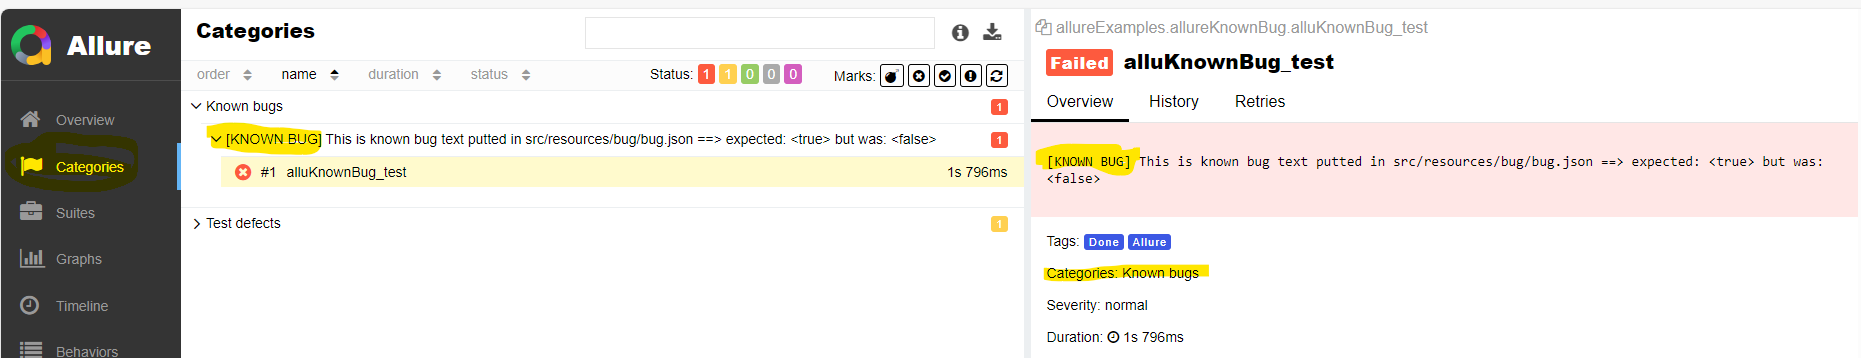 Allure
Overview
Categories
Suites
Graphs
Timeline
Behaviors
Categories
order name duration status Status: 1 1 0 0 0 Marks:
Known bugs 1
[KNOWN BUG] This is known bug text putted in src/resources/bug/bug.json ==> expected: <true> but was: <false> 1
#1 alluKnownBug_test 1s 796ms
Test defects 1
allureExamples.allureKnownBug.alluKnownBug_test
Failed alluKnownBug_test
Overview History Retries
[KNOWN BUG] This is known bug text putted in src/resources/bug/bug.json ==> expected: <true> but was:
<false>
Tags: Done Allure
Categories: Known bugs
Severity: normal
Duration: 1s 796ms